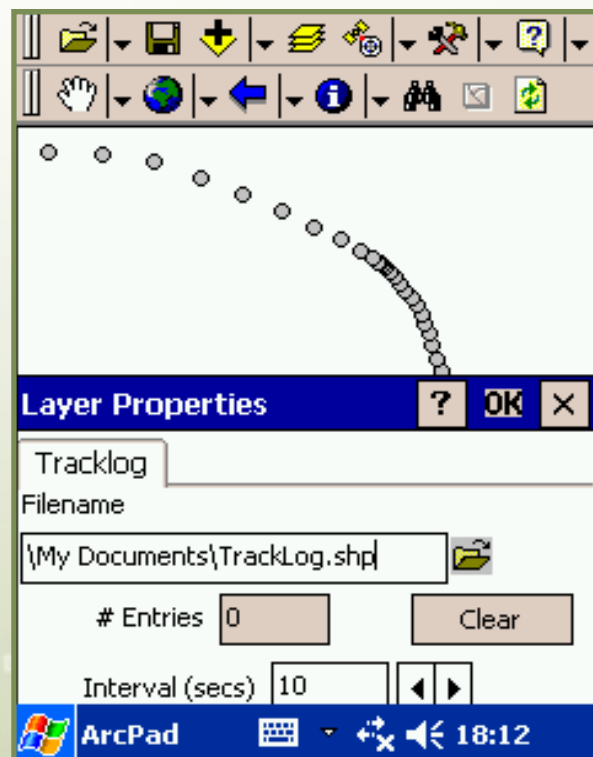 Layer Properties ? OK ×
Tracklog
Filename
\My Documents\TrackLog.shp
# Entries 0 Clear
Interval (secs) 10
ArcPad 18:12